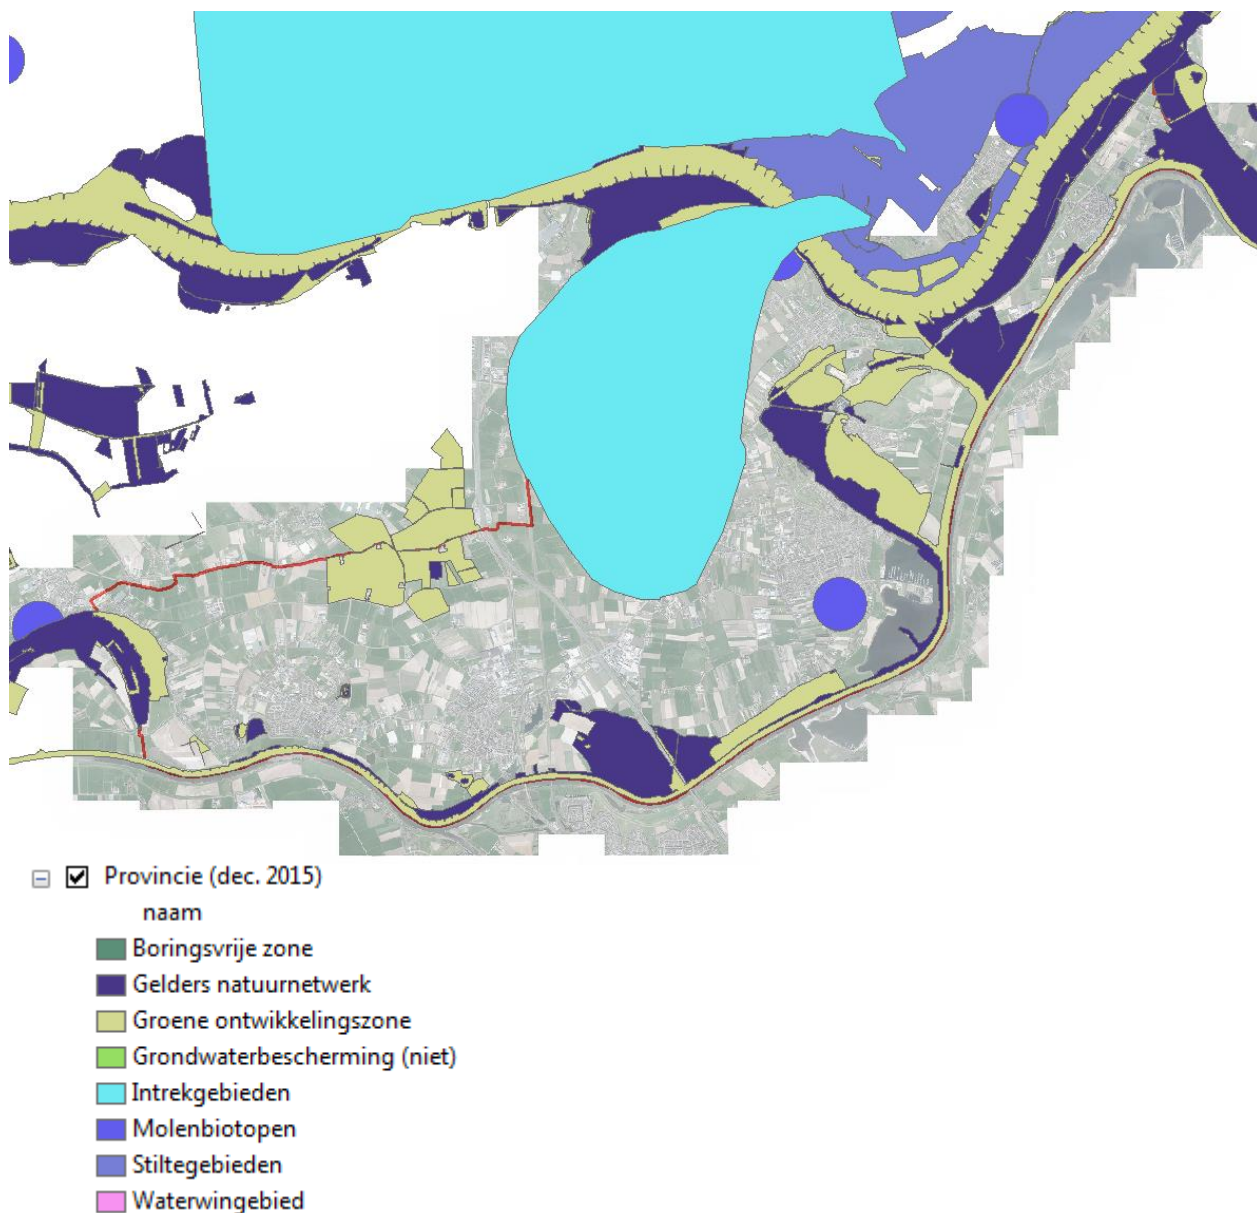 Provincie (dec. 2015)
naam
Boringsvrije zone
Gelders natuurnetwerk
Groene ontwikkelingszone
Grondwaterbescherming (niet)
Intrekgebieden
Molenbiotopen
Stiltegebieden
Waterwingebied